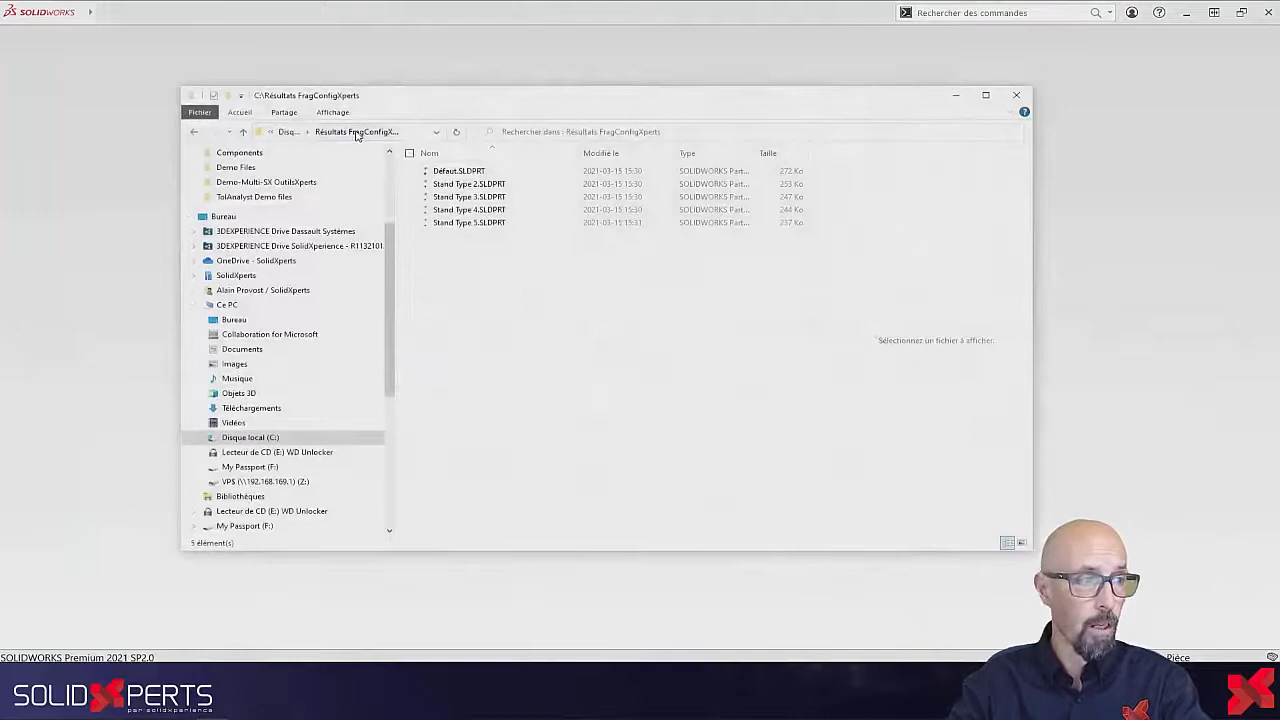 SOLIDWORKS
Rechercher des commandes
C:\Résultats FragConfigXperts
Fichier Accueil Partage Affichage
« Disq... › Résultats FragConfigX...
Rechercher dans : Résultats FragConfigXperts
Nom Modifié le Type Taille
Défaut.SLDPRT 2021-03-15 15:30 SOLIDWORKS Part... 272 Ko
Stand Type 2.SLDPRT 2021-03-15 15:30 SOLIDWORKS Part... 253 Ko
Stand Type 3.SLDPRT 2021-03-15 15:30 SOLIDWORKS Part... 247 Ko
Stand Type 4.SLDPRT 2021-03-15 15:30 SOLIDWORKS Part... 244 Ko
Stand Type 5.SLDPRT 2021-03-15 15:31 SOLIDWORKS Part... 237 Ko
Components
Demo Files
Demo-Multi-SX OutilsXperts
TolAnalyst Demo files
Bureau
3DEXPERIENCE Drive Dassault Systèmes
3DEXPERIENCE Drive SolidXperience - R1132101
OneDrive - SolidXperts
SolidXperts
Alain Provost / SolidXperts
Ce PC
Bureau
Collaboration for Microsoft
Documents
Images
Musique
Objets 3D
Téléchargements
Vidéos
Disque local (C:)
Lecteur de CD (E:) WD Unlocker
My Passport (F:)
VP$ (\\192.168.169.1) (Z:)
Bibliothèques
Lecteur de CD (E:) WD Unlocker
My Passport (F:)
Sélectionnez un fichier à afficher.
5 élément(s)
SOLIDWORKS Premium 2021 SP2.0
Pièce
SOLIDXPERTS
par solidxperience